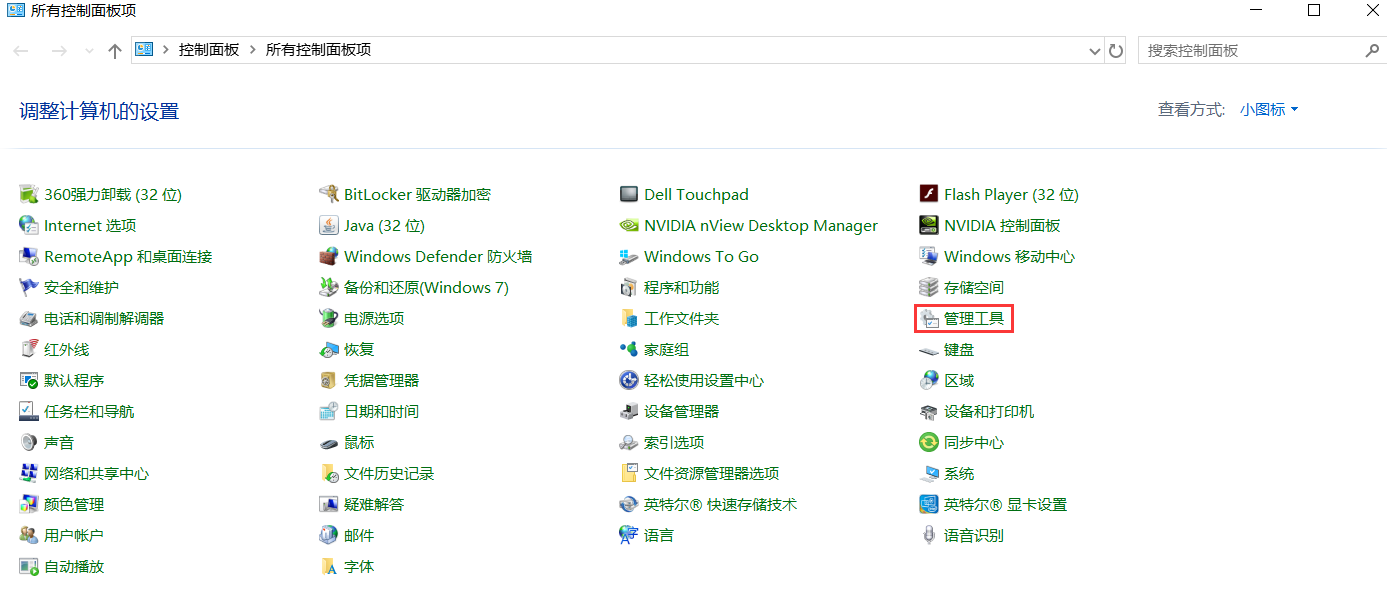 所有控制面板项
控制面板 所有控制面板项
搜索控制面板
调整计算机的设置
查看方式: 小图标
360强力卸载 (32 位) BitLocker 驱动器加密 Dell Touchpad Flash Player (32 位)
Internet 选项 Java (32 位) NVIDIA nView Desktop Manager NVIDIA 控制面板
RemoteApp 和桌面连接 Windows Defender 防火墙 Windows To Go Windows 移动中心
安全和维护 备份和还原(Windows 7) 程序和功能 存储空间
电话和调制解调器 电源选项 工作文件夹 管理工具
红外线 恢复 家庭组 键盘
默认程序 凭据管理器 轻松使用设置中心 区域
任务栏和导航 日期和时间 设备管理器 设备和打印机
声音 鼠标 索引选项 同步中心
网络和共享中心 文件历史记录 文件资源管理器选项 系统
颜色管理 疑难解答 英特尔® 快速存储技术 英特尔® 显卡设置
用户帐户 邮件 语言 语音识别
自动播放 字体